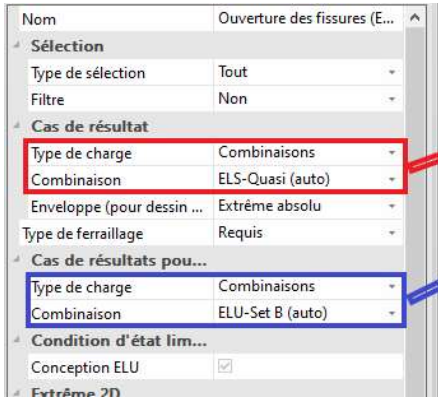 Nom Ouverture des fissures (E...
Sélection
Type de sélection Tout
Filtre Non
Cas de résultat
Type de charge Combinaisons
Combinaison ELS-Quasi (auto)
Enveloppe (pour dessin ... Extrême absolu
Type de ferraillage Requis
Cas de résultats pou...
Type de charge Combinaisons
Combinaison ELU-Set B (auto)
Condition d'état lim...
Conception ELU
Extrême 2D